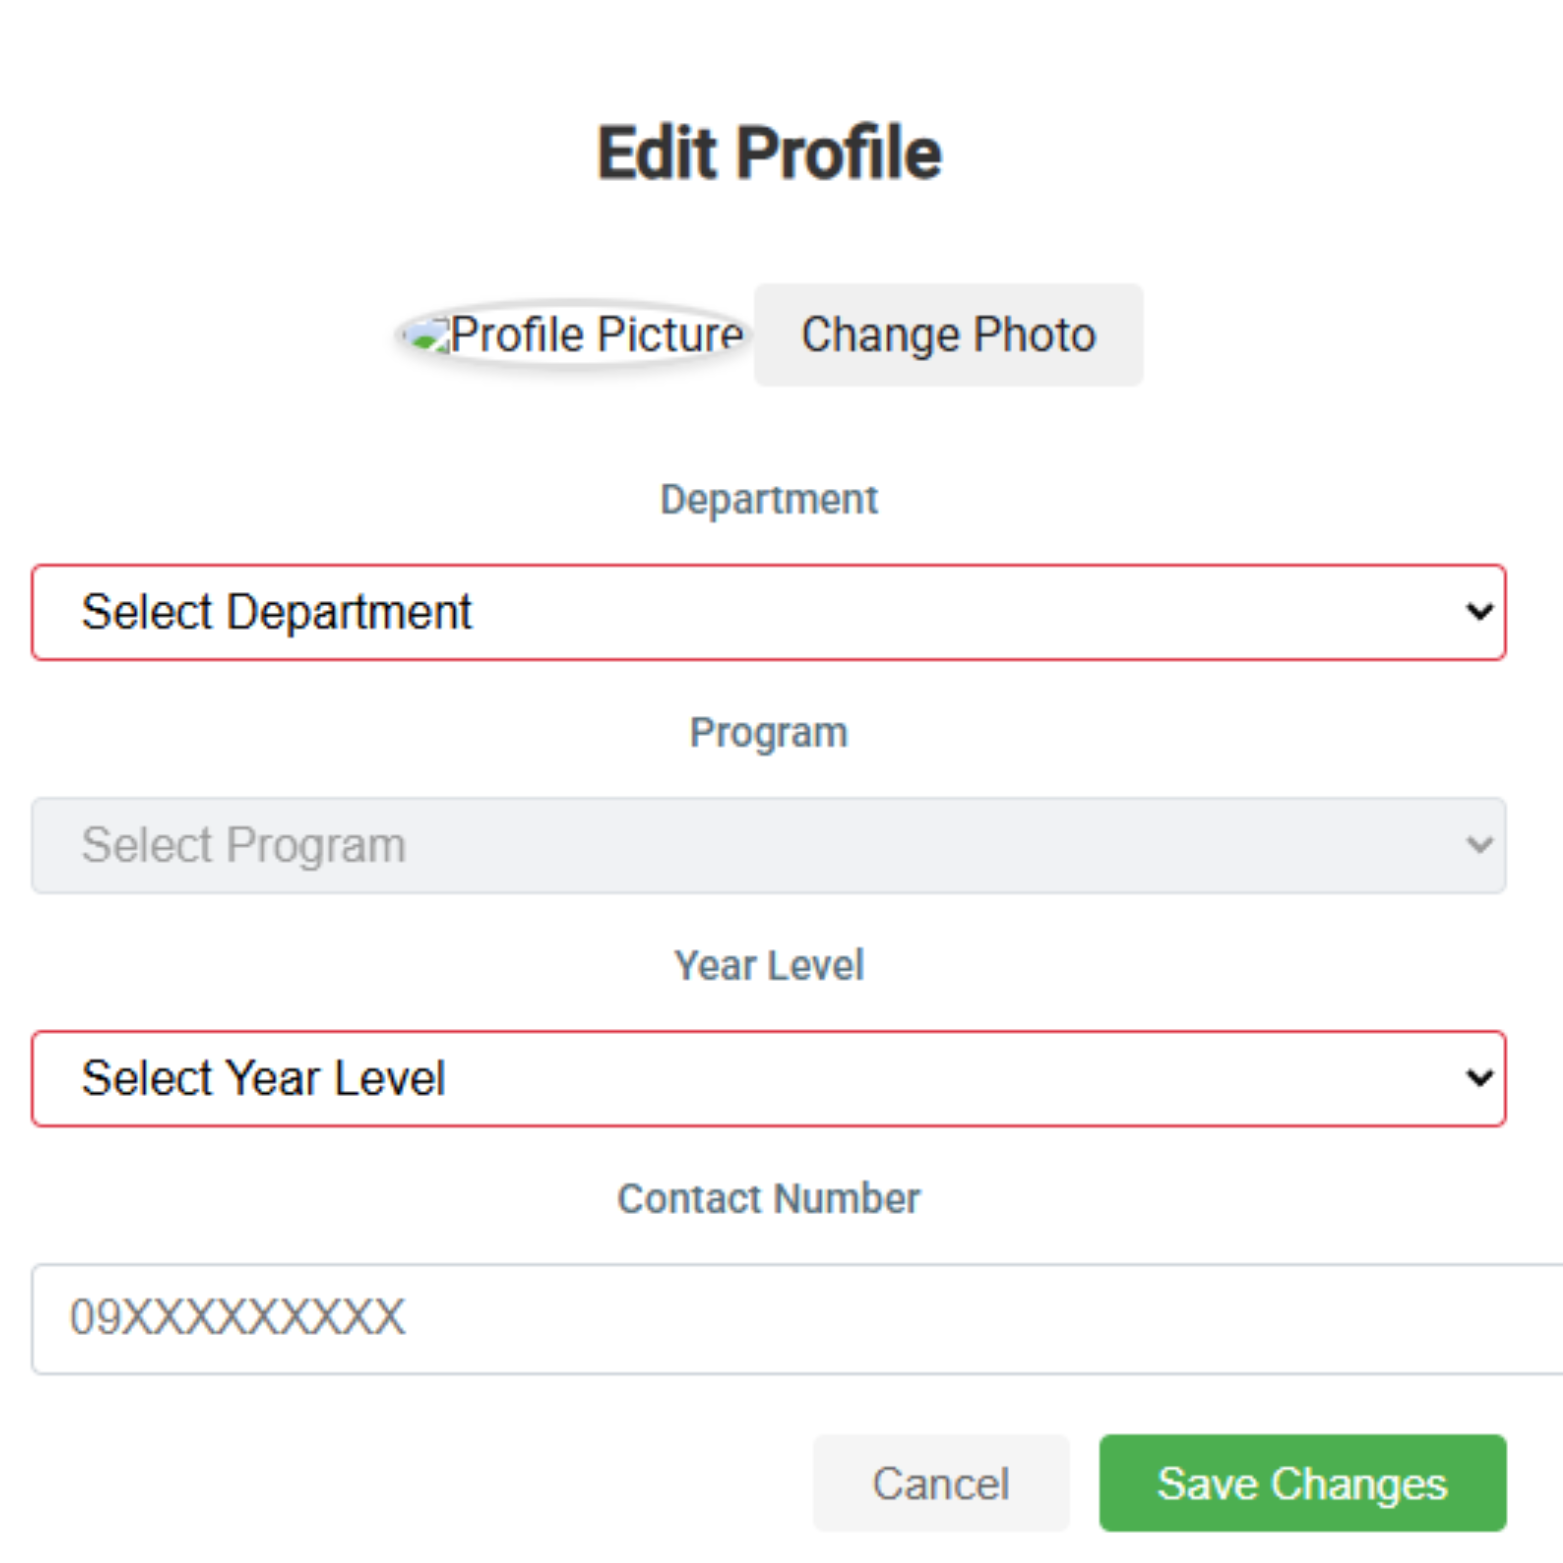 Edit Profile
Profile Picture Change Photo
Department
Select Department
Program
Select Program
Year Level
Select Year Level
Contact Number
09XXXXXXXXX
Cancel Save Changes